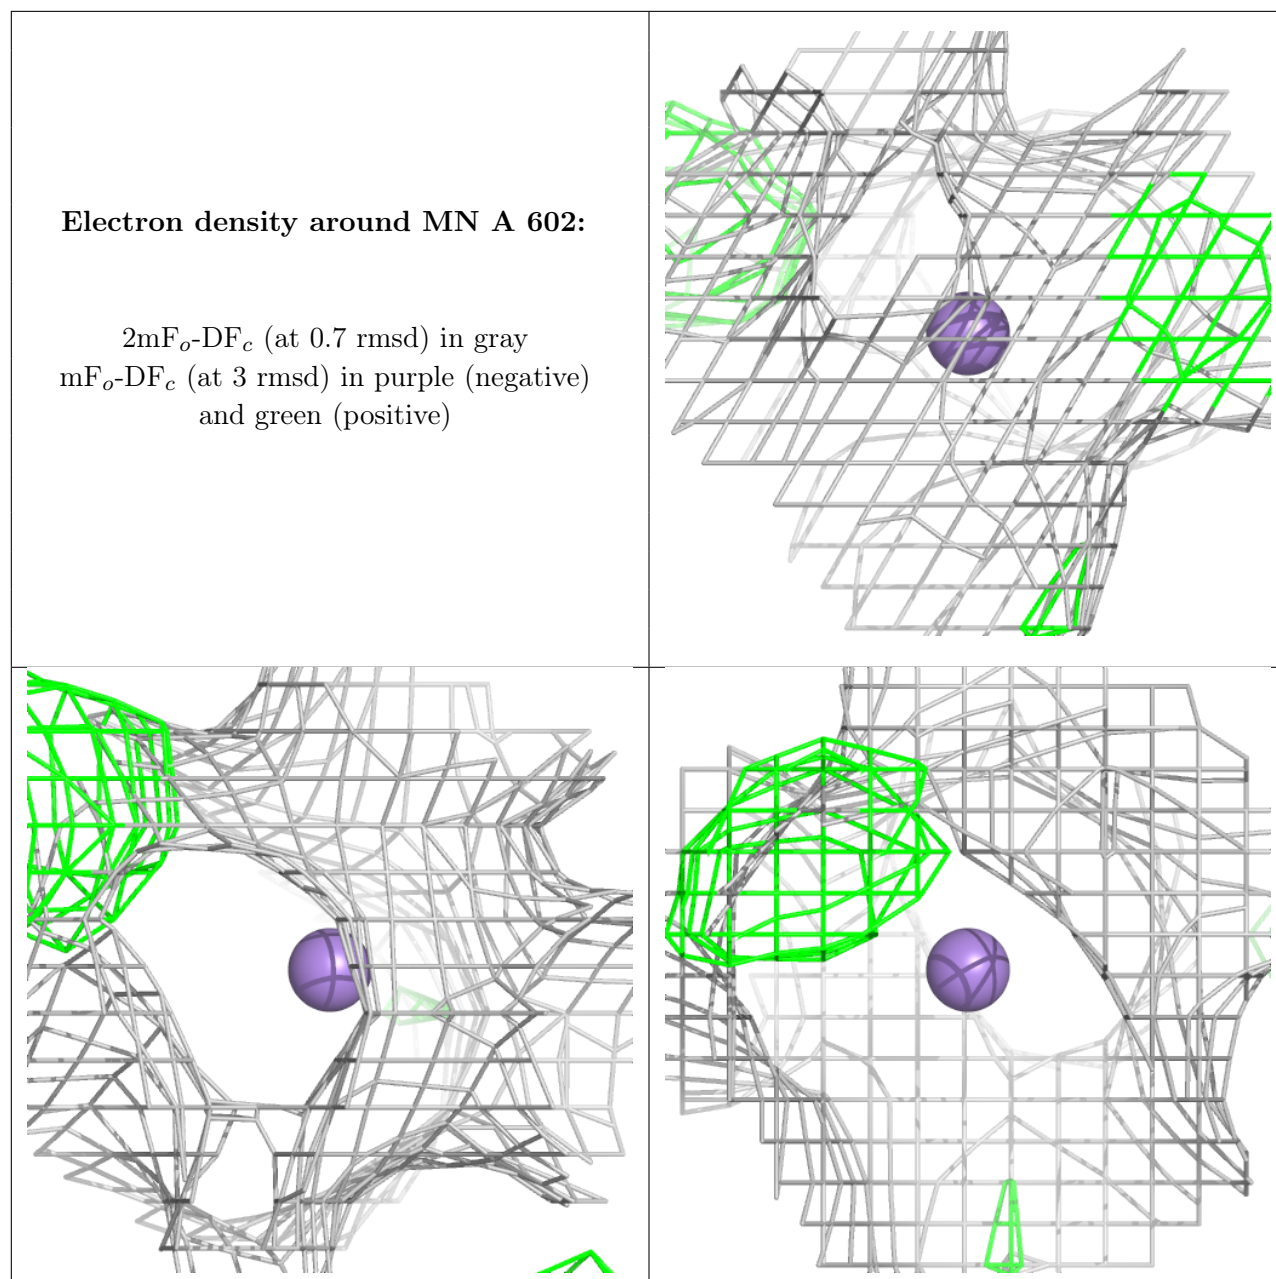 Electron density around MN A 602:
2mFo-DFc (at 0.7 rmsd) in gray
mFo-DFc (at 3 rmsd) in purple (negative)
and green (positive)